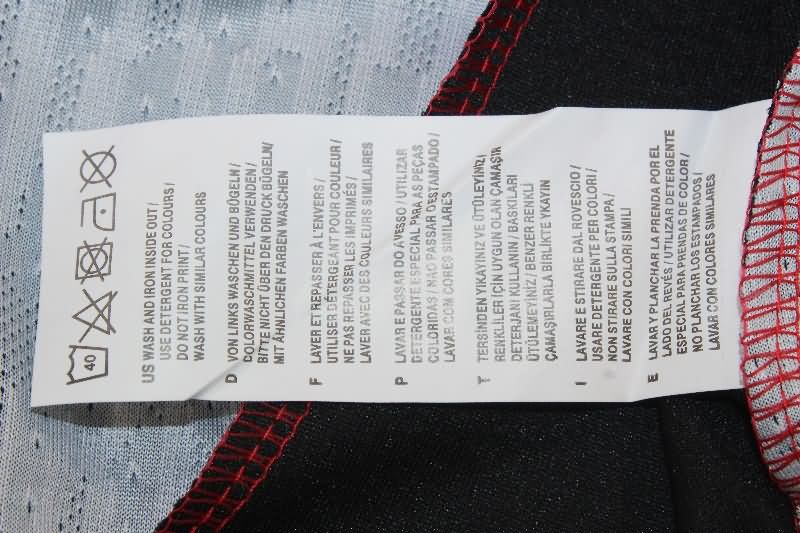 40
US WASH AND IRON INSIDE OUT/
USE DETERGENT FOR COLOURS/
DO NOT IRON PRINT/
WASH WITH SIMILAR COLOURS
D VON LINKS WASCHEN UND BÜGELN/
COLORWASCHMITTEL VERWENDEN/
BITTE NICHT ÜBER DEN DRUCK BÜGELN/
MIT ÄHNLICHEN FARBEN WASCHEN
F LAVER ET REPASSER À L'ENVERS/
UTILISER DÉTERGEANT POUR COULEUR/
NE PAS REPASSER LES IMPRIMÉS/
LAVER AVEC DES COULEURS SIMILAIRES
P LAVAR E PASSAR DO AVESSO/UTILIZAR
DETERGENTE ESPECIAL PARA AS PEÇAS
COLORIDAS/NAO PASSAR ESTAMPADO/
LAVAR COM CORES SIMILARES
T TERSİNDEN YIKAYINIZ VE ÜTÜLEYİNİZ/
RENKLİLER İÇİN UYGUN OLAN ÇAMAŞIR
DETERJANI KULLANIN/BASKILARI
ÜTÜLEMEYİNİZ/BENZER RENKLİ
ÇAMAŞIRLARLA BİRLİKTE YKAYIN
I LAVARE E STIRARE DAL ROVESCIO/
USARE DETERGENTE PER COLORI/
NON STIRARE SULLA STAMPA/
LAVARE CON COLORI SIMILI
E LAVAR Y PLANCHAR LA PRENDA POR EL
LADO DEL REVÉS/UTILIZAR DETERGENTE
ESPECIAL PARA PRENDAS DE COLOR/
NO PLANCHAR LOS ESTAMPADOS/
LAVAR CON COLORES SIMILARES